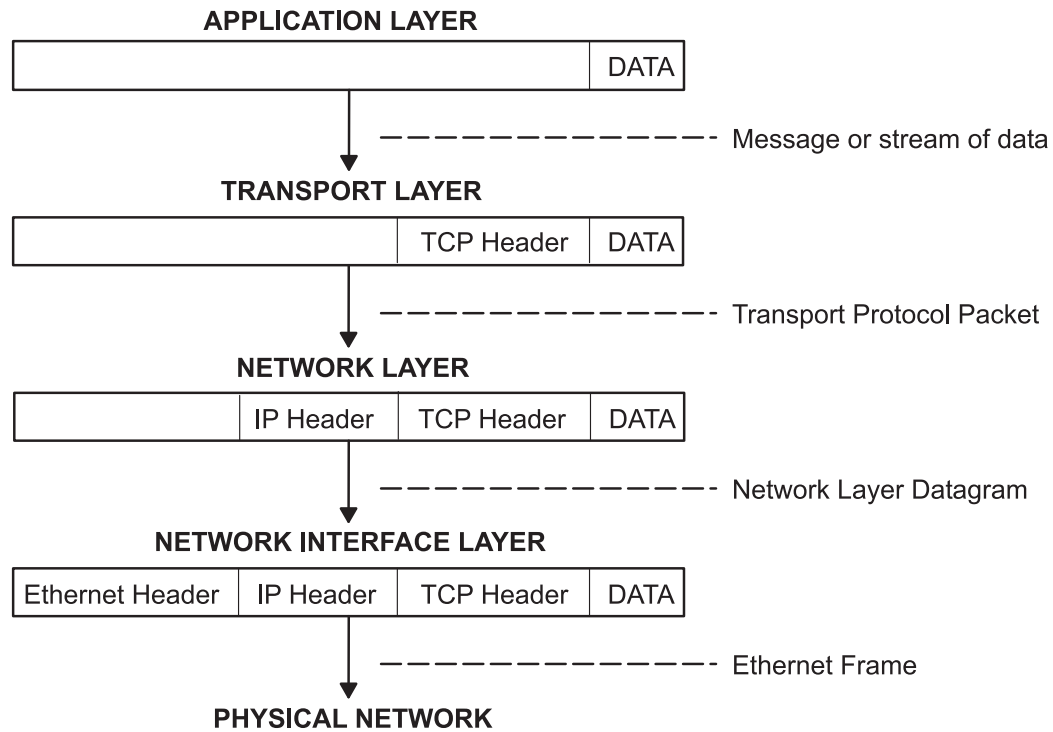 APPLICATION LAYER
DATA
Message or stream of data
TRANSPORT LAYER
TCP Header DATA
Transport Protocol Packet
NETWORK LAYER
IP Header TCP Header DATA
Network Layer Datagram
NETWORK INTERFACE LAYER
Ethernet Header IP Header TCP Header DATA
Ethernet Frame
PHYSICAL NETWORK